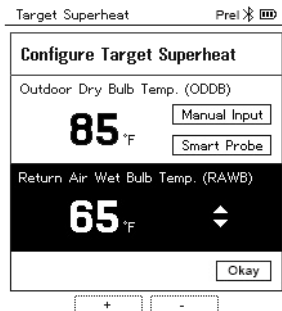 Target Superheat Prel
Configure Target Superheat
Outdoor Dry Bulb Temp. (ODDB)
85 °F
Manual Input
Smart Probe
Return Air Wet Bulb Temp. (RAWB)
65 °F
Okay
+ -